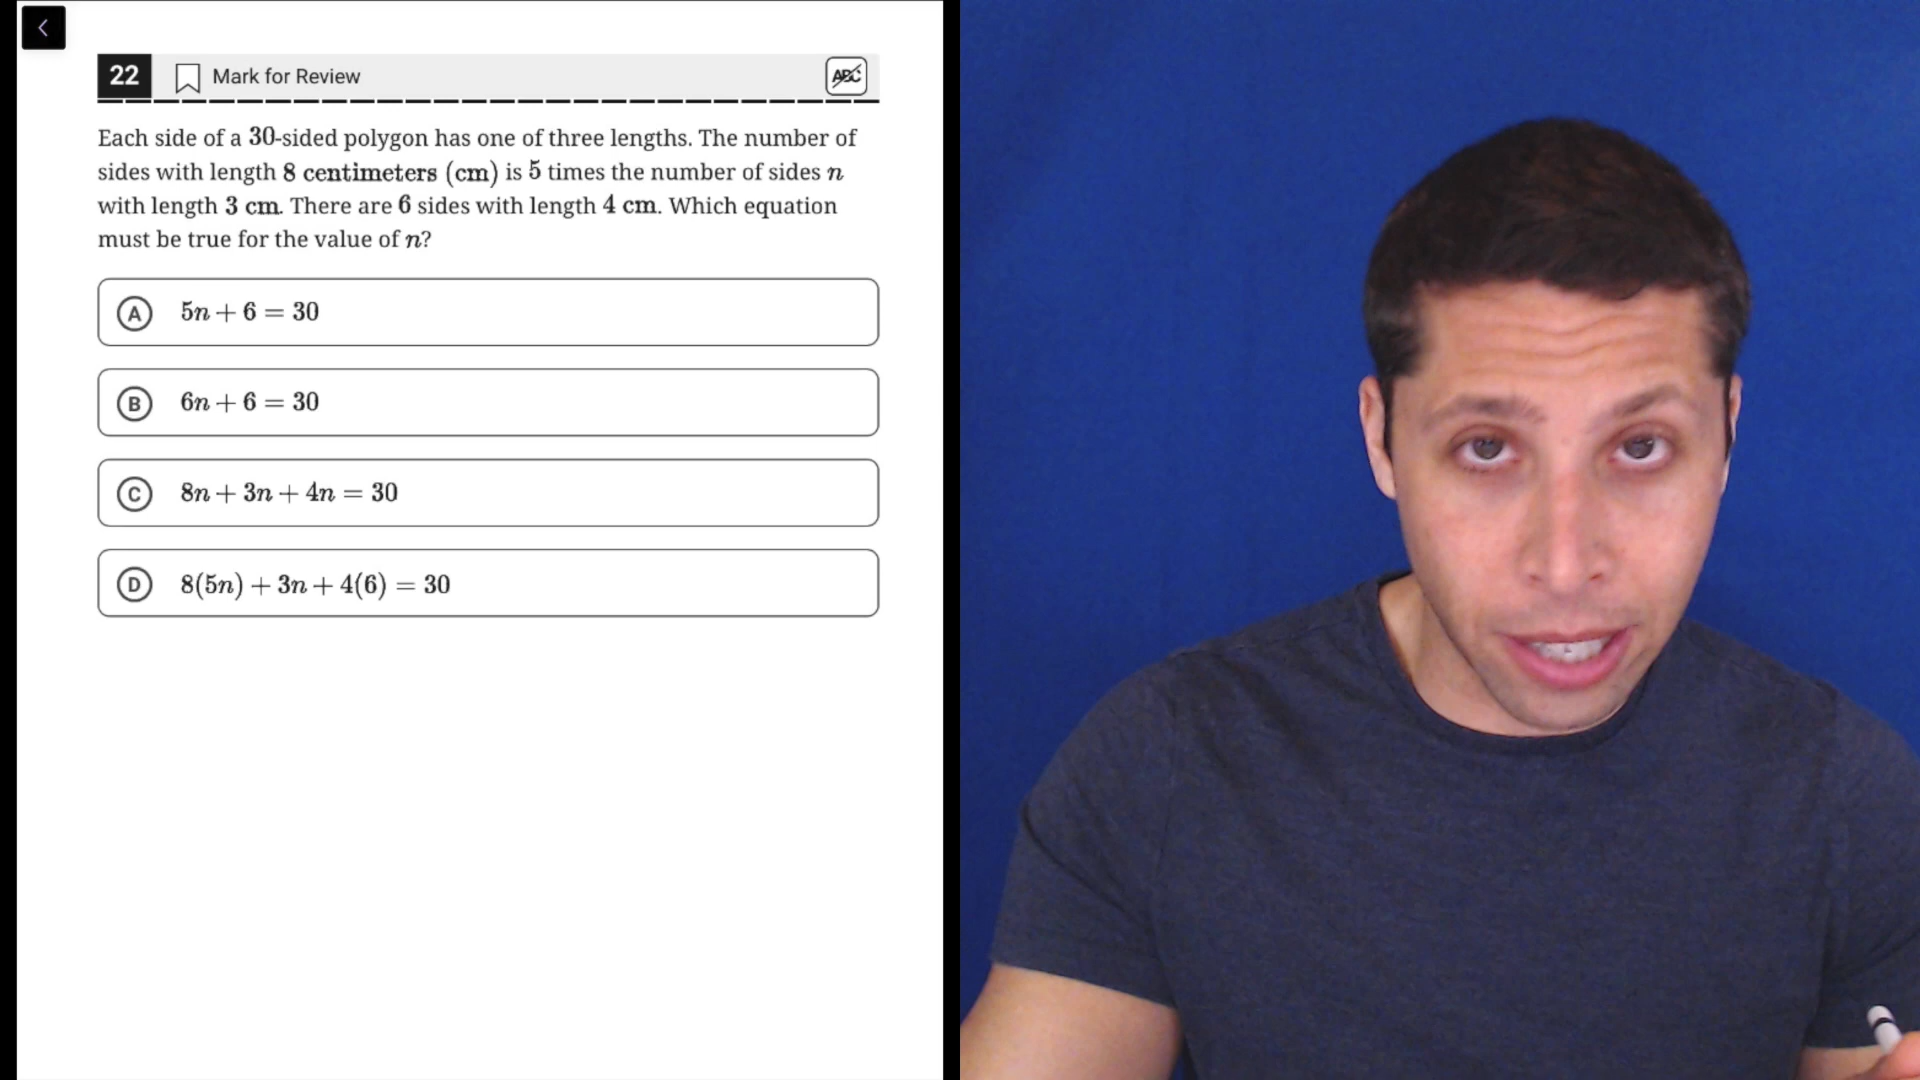 22 Mark for Review ABC
Each side of a 30-sided polygon has one of three lengths. The number of
sides with length 8 centimeters (cm) is 5 times the number of sides n
with length 3 cm. There are 6 sides with length 4 cm. Which equation
must be true for the value of n?
A 5n + 6 = 30
B 6n + 6 = 30
C 8n + 3n + 4n = 30
D 8(5n) + 3n + 4(6) = 30